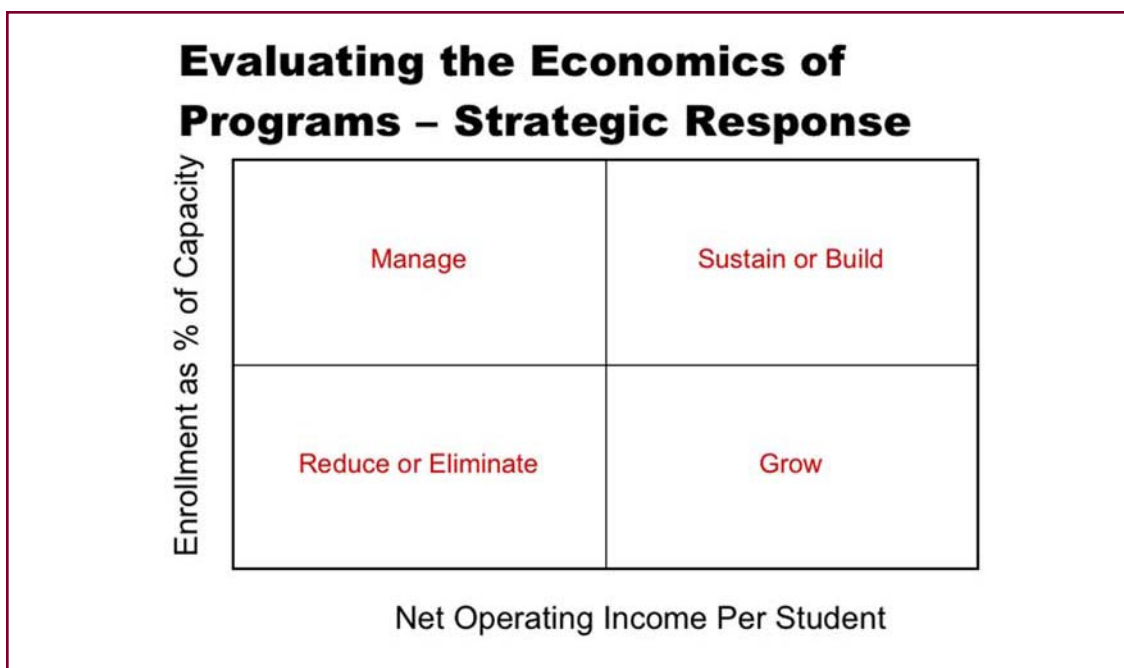 Evaluating the Economics of
Programs – Strategic Response
Enrollment as % of Capacity
Manage
Sustain or Build
Reduce or Eliminate
Grow
Net Operating Income Per Student